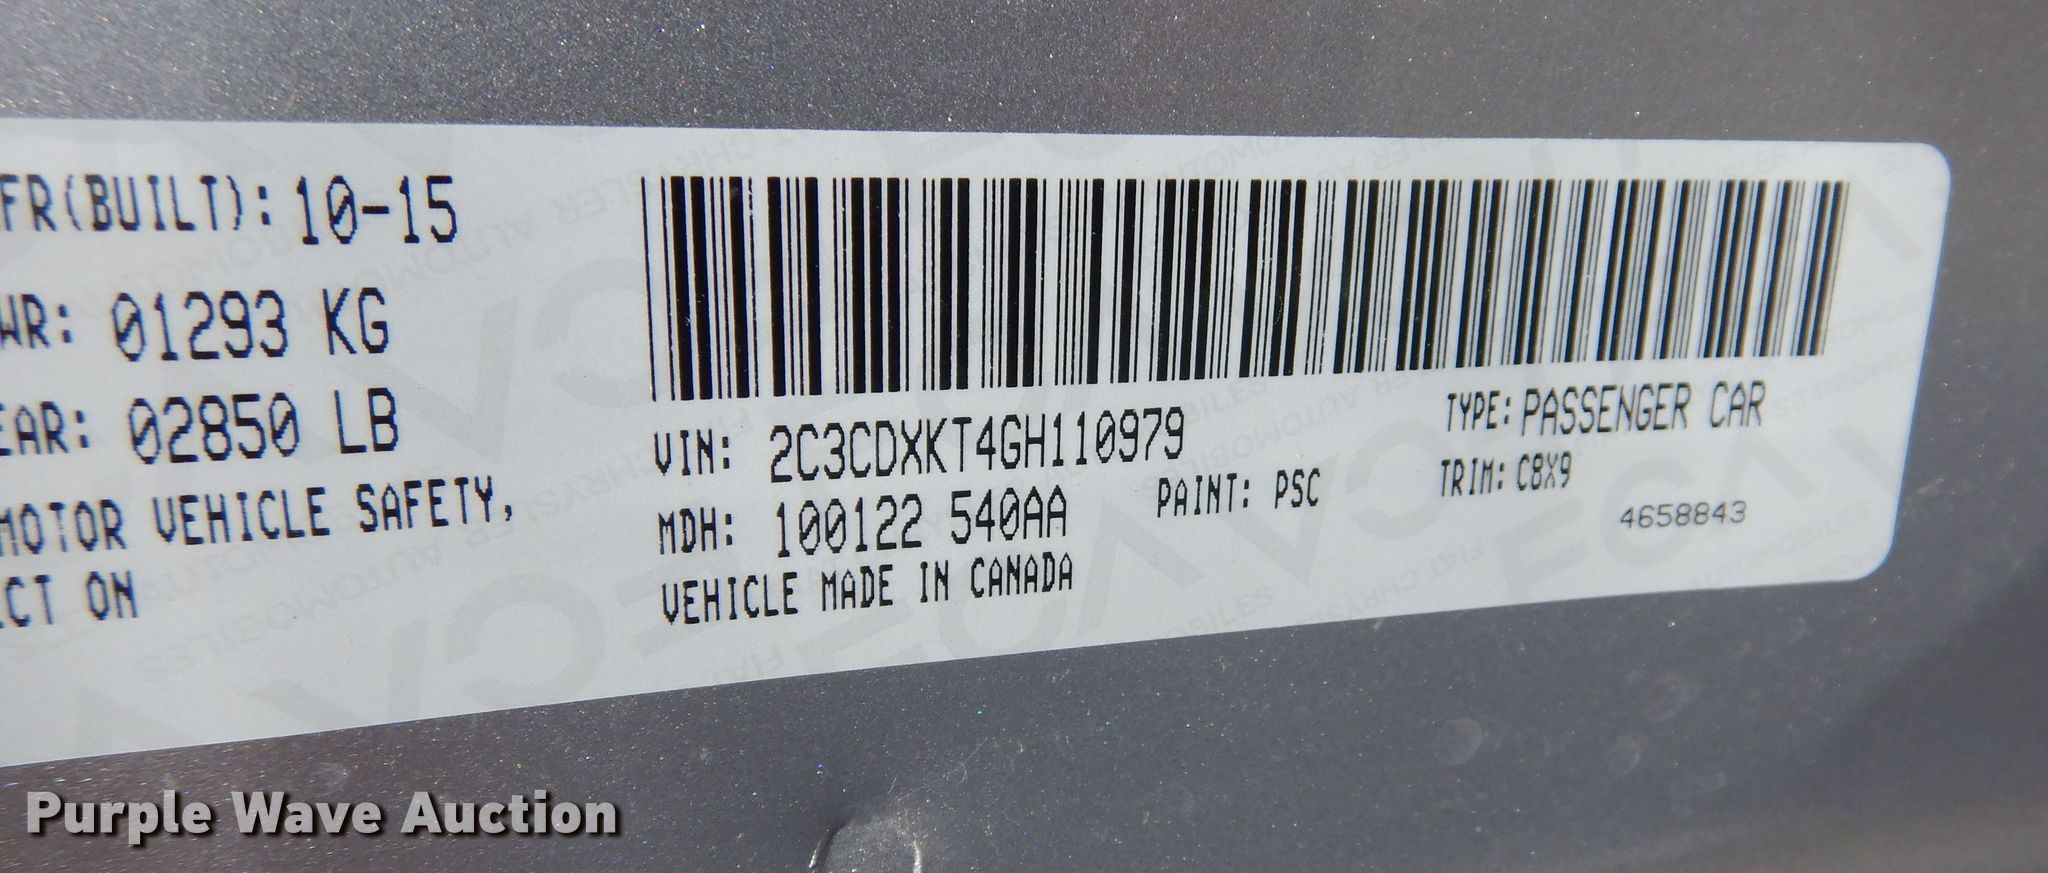 FR(BUILT): 10-15
WR: 01293 KG
EAR: 02850 LB
MOTOR VEHICLE SAFETY,
ECT ON
VIN: 2C3CDXKT4GH110979
TYPE: PASSENGER CAR
MDH: 100122 540AA
PAINT: PSC
TRIM: C8X9
4658843
VEHICLE MADE IN CANADA
Purple Wave Auction